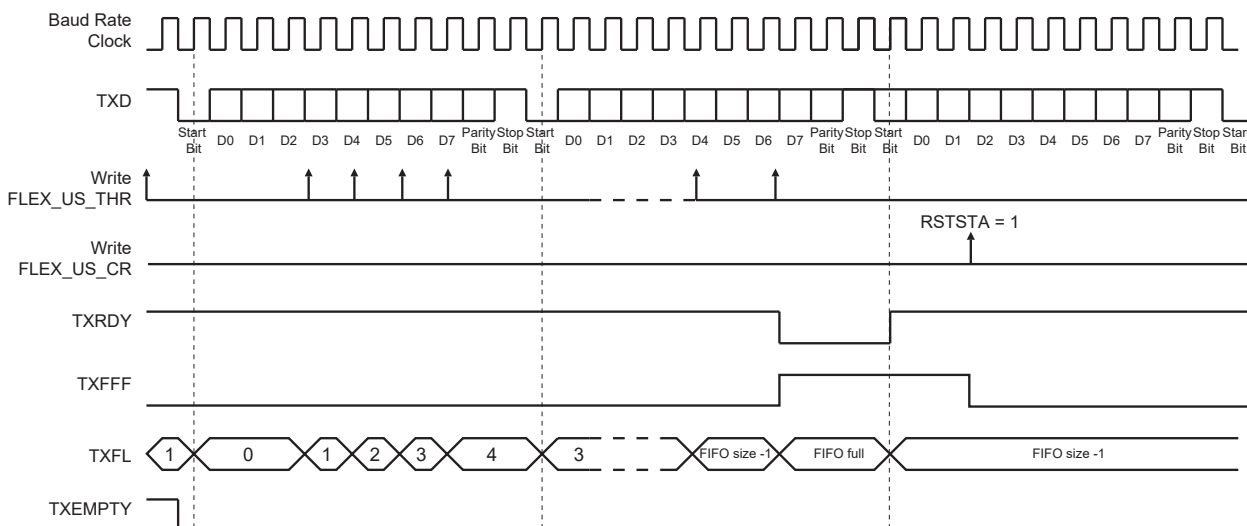 Baud Rate
Clock
TXD
Start
Bit
D0
D1
D2
D3
D4
D5
D6
D7
Parity
Bit
Stop
Bit
Start
Bit
D0
D1
D2
D3
D4
D5
D6
D7
Parity
Bit
Stop
Bit
Start
Bit
D0
D1
D2
D3
D4
D5
D6
D7
Parity
Bit
Stop
Bit
Start
Bit
Write
FLEX_US_THR
RSTSTA = 1
Write
FLEX_US_CR
TXRDY
TXFFF
TXFL
1
0
1
2
3
4
3
FIFO size -1
FIFO full
FIFO size -1
TXEMPTY